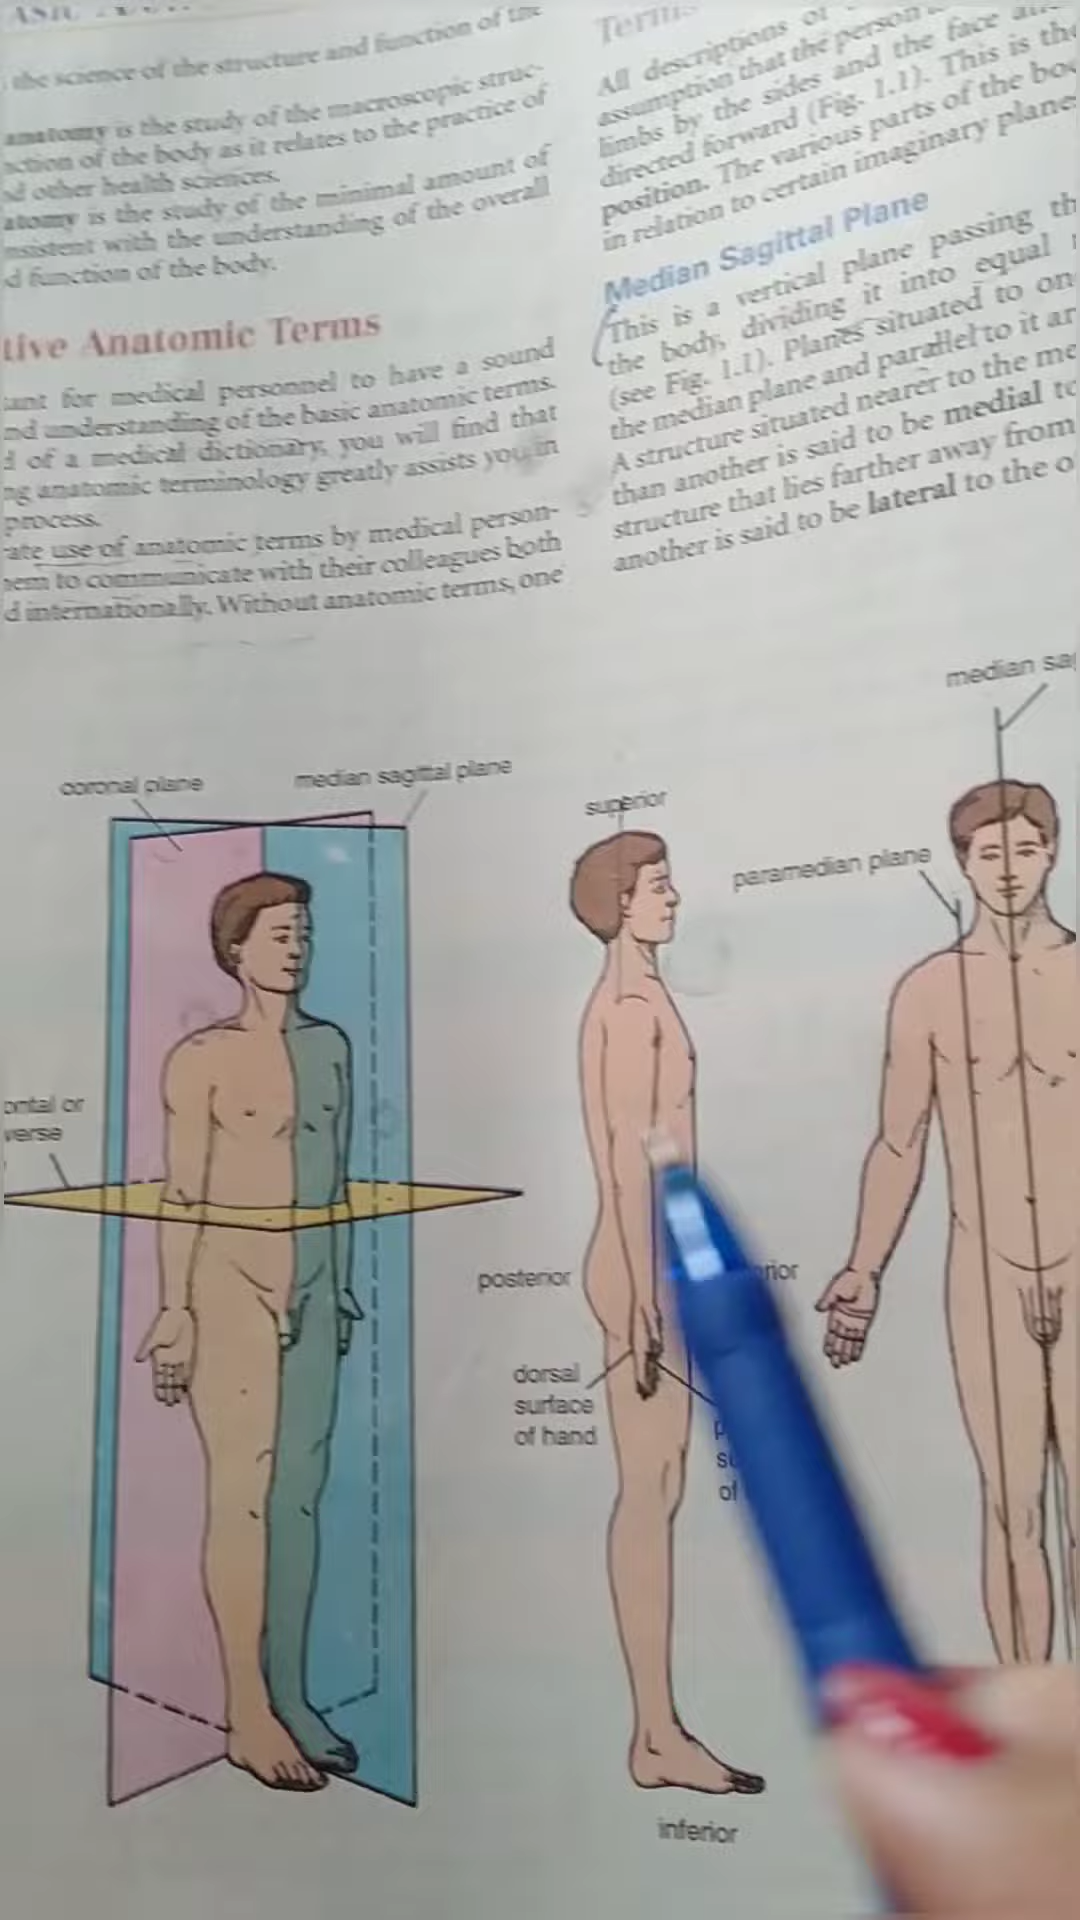 the science of the structure and function of the
anatomy is the study of the macroscopic struc-
ction of the body as it relates to the practice of
other health sciences.
atomy is the study of the minimal amount of
nsistent with the understanding of the overall
d function of the body.
tive Anatomic Terms
tant for medical personnel to have a sound
nd understanding of the basic anatomic terms.
d of a medical dictionary, you will find that
ng anatomic terminology greatly assists you in
process.
ate use of anatomic terms by medical person-
hem to communicate with their colleagues both
d internationally. Without anatomic terms, one
Terms
All descriptions of
assumption that the person
limbs by the sides and the face
directed forward (Fig. 1.1). This is the
position. The various parts of the
in relation to certain imaginary planes
Median Sagittal Plane
This is a vertical plane passing th
the body, dividing it into equal
(see Fig. 1.1). Planes situated to on
the median plane and parallel to it ar
A structure situated nearer to the me
than another is said to be medial to
structure that lies farther away from
another is said to be lateral to the o
coronal plane
median sagittal plane
superior
median sa
paramedian plane
ontal or
verse
posterior
rior
dorsal
surface
of hand
p
su
of
inferior